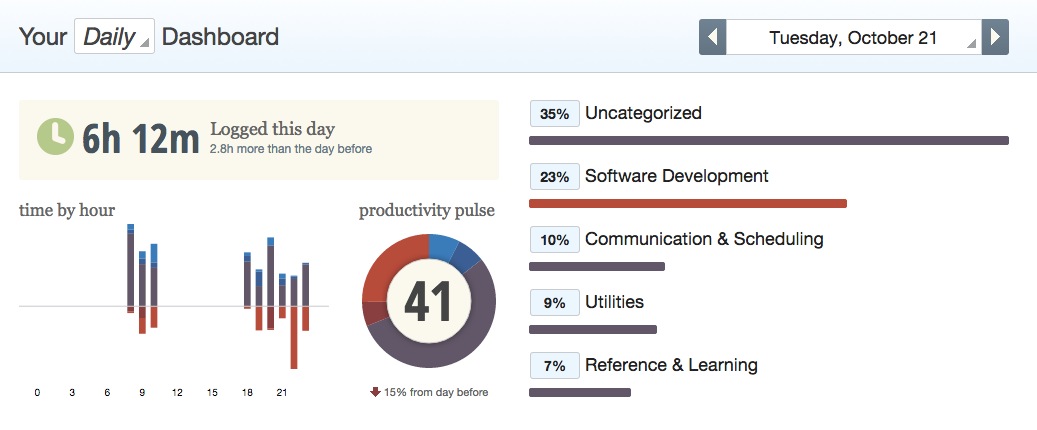 Your Daily Dashboard
Tuesday, October 21
6h 12m
Logged this day
2.8h more than the day before
time by hour
0 3 6 9 12 15 18 21
productivity pulse
41
15% from day before
35% Uncategorized
23% Software Development
10% Communication & Scheduling
9% Utilities
7% Reference & Learning